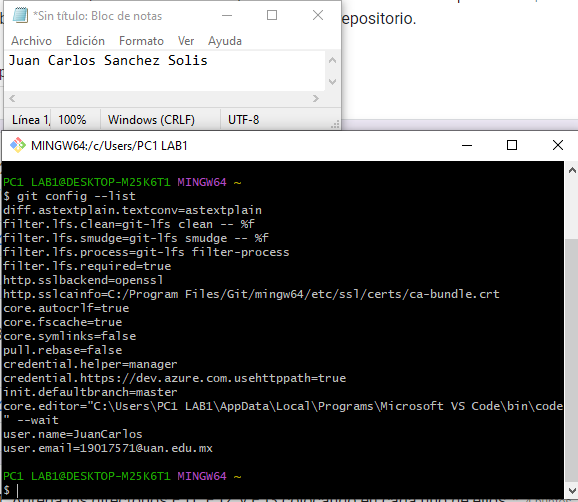 *Sin título: Bloc de notas
epositorio.
Archivo Edición Formato Ver Ayuda
Juan Carlos Sanchez Solis
Línea 1, 100% Windows (CRLF) UTF-8
MINGW64:/c/Users/PC1 LAB1
PC1 LAB1@DESKTOP-M25K6T1 MINGW64 ~
$ git config --list
diff.astextplain.textconv=astextplain
filter.lfs.clean=git-lfs clean -- %f
filter.lfs.smudge=git-lfs smudge -- %f
filter.lfs.process=git-lfs filter-process
filter.lfs.required=true
http.sslbackend=openssl
http.sslcainfo=C:/Program Files/Git/mingw64/etc/ssl/certs/ca-bundle.crt
core.autocrlf=true
core.fscache=true
core.symlinks=false
pull.rebase=false
credential.helper=manager
credential.https://dev.azure.com.usehttppath=true
init.defaultbranch=master
core.editor="C:\Users\PC1 LAB1\AppData\Local\Programs\Microsoft VS Code\bin\code
" --wait
user.name=JuanCarlos
user.email=19017571@uan.edu.mx
PC1 LAB1@DESKTOP-M25K6T1 MINGW64 ~
$